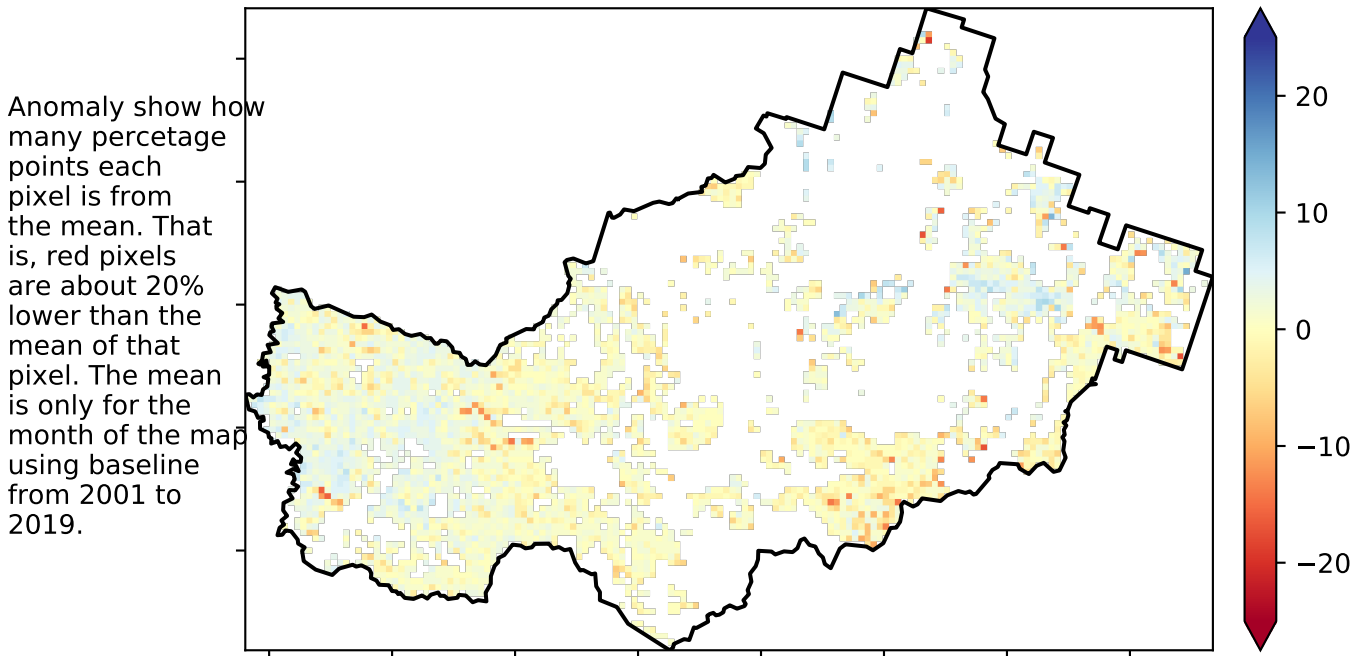 Anomaly show how
many percetage
points each
pixel is from
the mean. That
is, red pixels
are about 20%
lower than the
mean of that
pixel. The mean
is only for the
month of the map
using baseline
from 2001 to
2019.
20
10
0
−10
−20